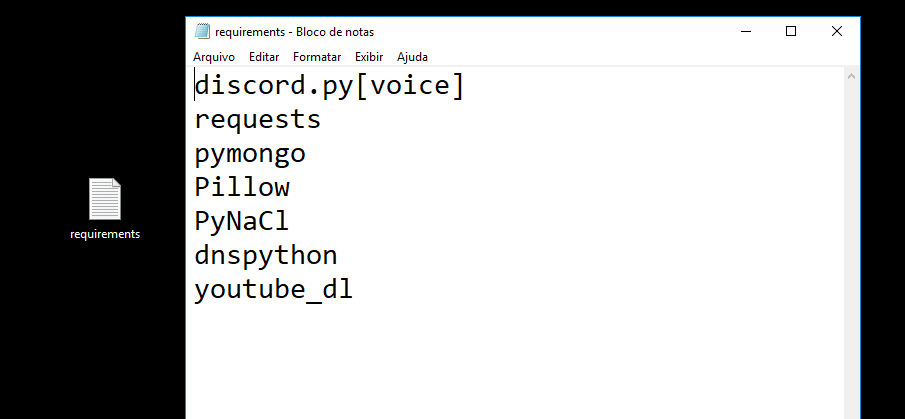 requirements - Bloco de notas
Arquivo Editar Formatar Exibir Ajuda
discord.py[voice]
requests
pymongo
Pillow
PyNaCl
dnspython
youtube_dl
requirements